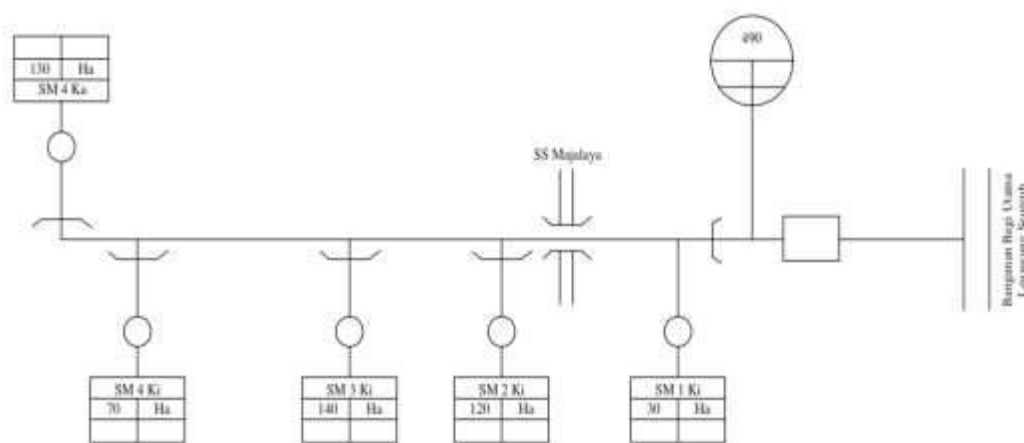 490
130 Ha
SM 4 Ka
SS Majalaya
Bangunan Bagi Utama
SM 4 Ki
70 Ha
SM 3 Ki
140 Ha
SM 2 Ki
120 Ha
SM 1 Ki
30 Ha